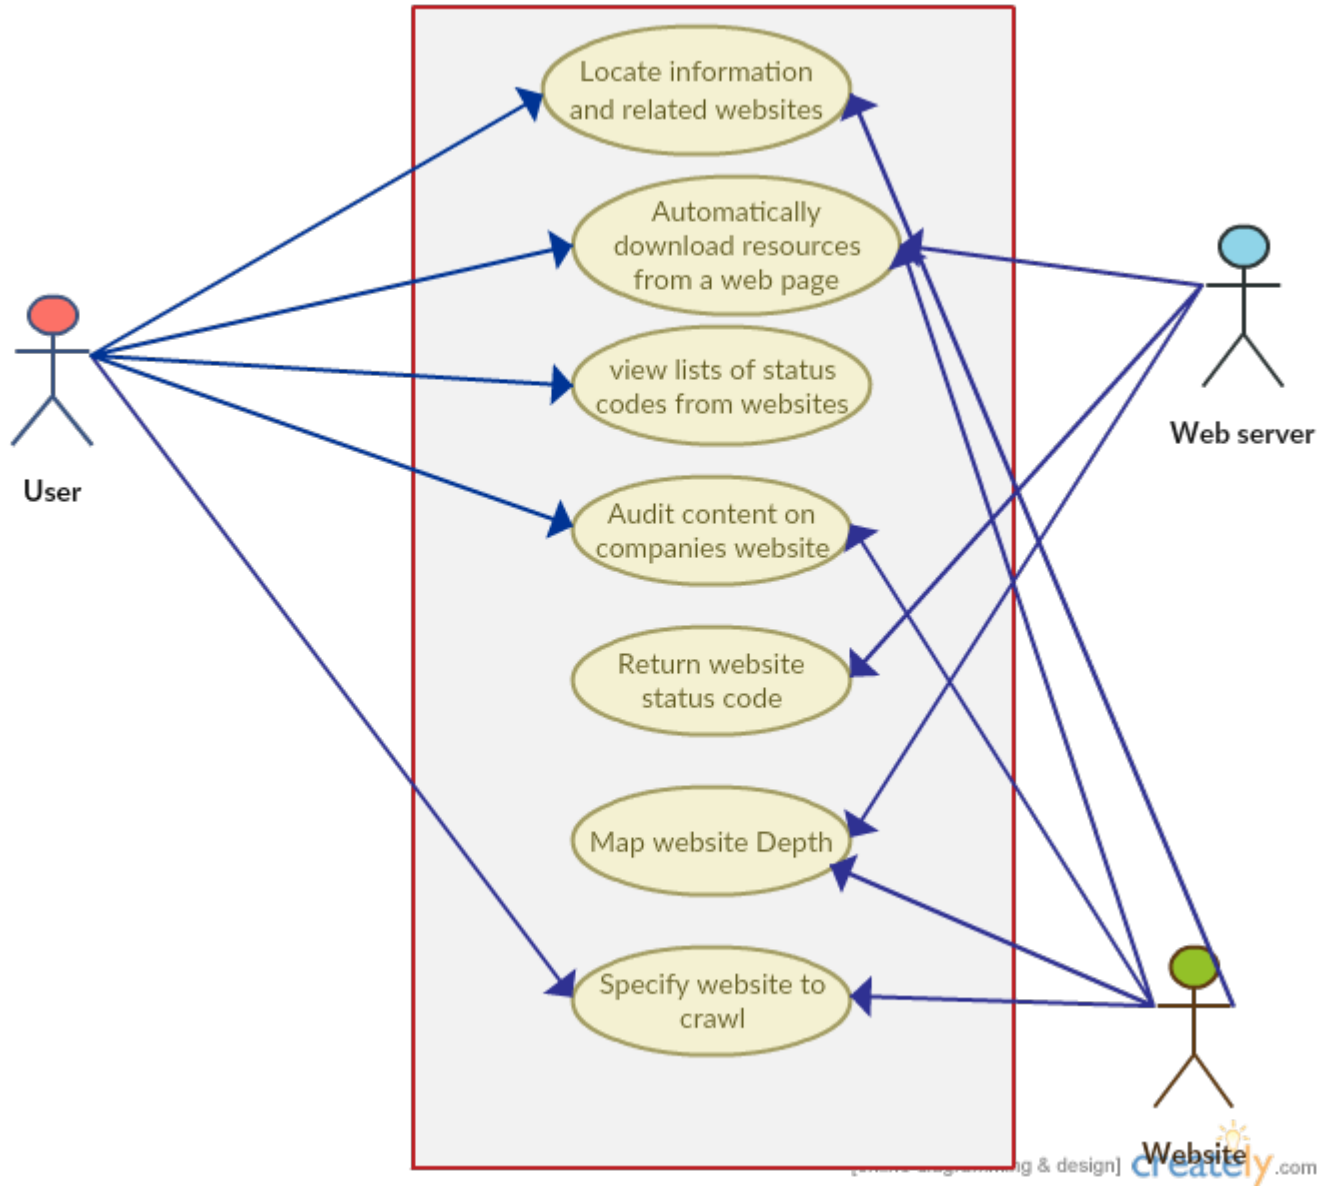 Locate information
and related websites
Automatically
download resources
from a web page
view lists of status
codes from websites
Web server
User
Audit content on
companies website
Return website
status code
Map website Depth
Specify website to
crawl
Website
& design] creately.com